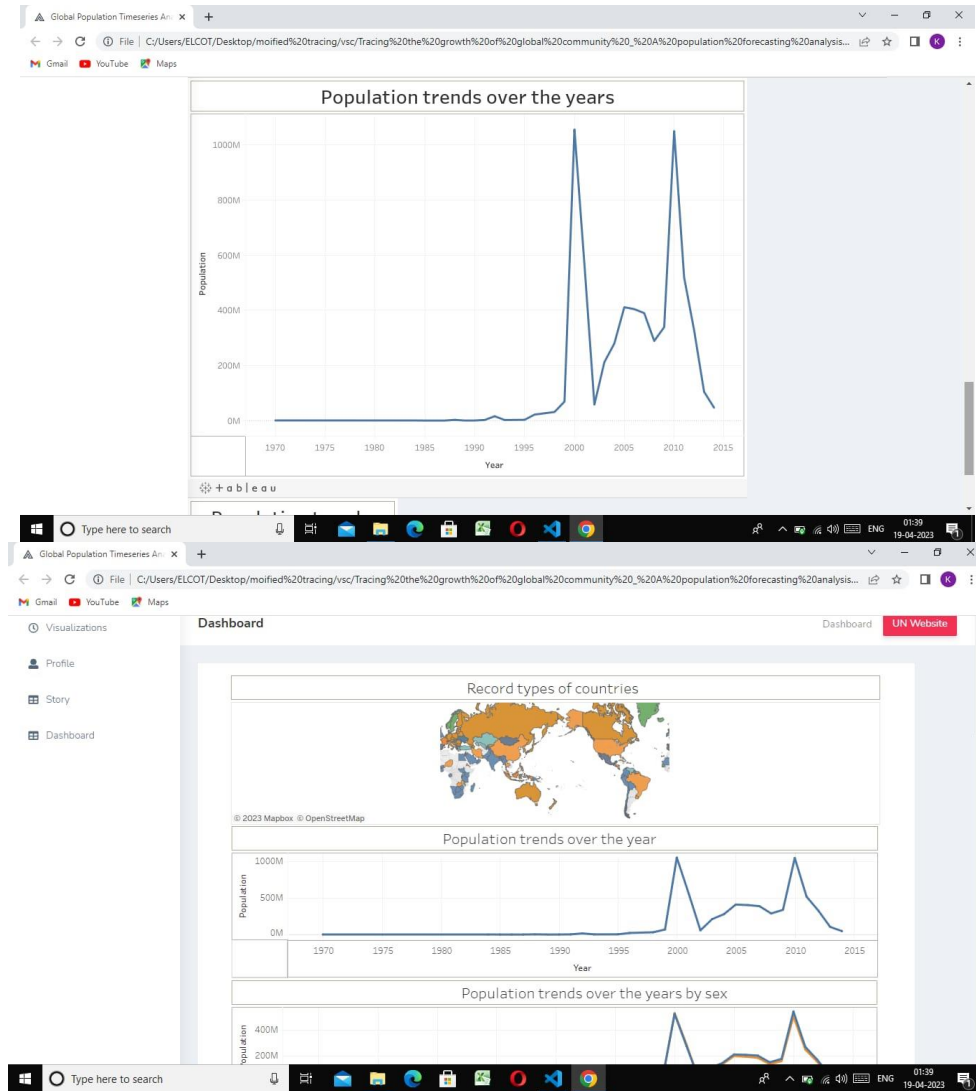 Global Population Timeseries An
File | C:/Users/ELCOT/Desktop/moified%20tracing/vsc/Tracing%20the%20growth%20of%20global%20community%20_%20A%20population%20forecasting%20analysis...
K
Gmail YouTube Maps
Population trends over the years
1000M
800M
600M
400M
200M
0M
Population
1970 1975 1980 1985 1990 1995 2000 2005 2010 2015
Year
+ a b l e a u
Type here to search
ENG
01:39
19-04-2023
Global Population Timeseries An
File | C:/Users/ELCOT/Desktop/moified%20tracing/vsc/Tracing%20the%20growth%20of%20global%20community%20_%20A%20population%20forecasting%20analysis...
K
Gmail YouTube Maps
Visualizations
Profile
Story
Dashboard
Dashboard
Dashboard UN Website
Record types of countries
© 2023 Mapbox © OpenStreetMap
Population trends over the year
1000M
500M
0M
Population
1970 1975 1980 1985 1990 1995 2000 2005 2010 2015
Year
Population trends over the years by sex
400M
200M
Type here to search
ENG
01:39
19-04-2023